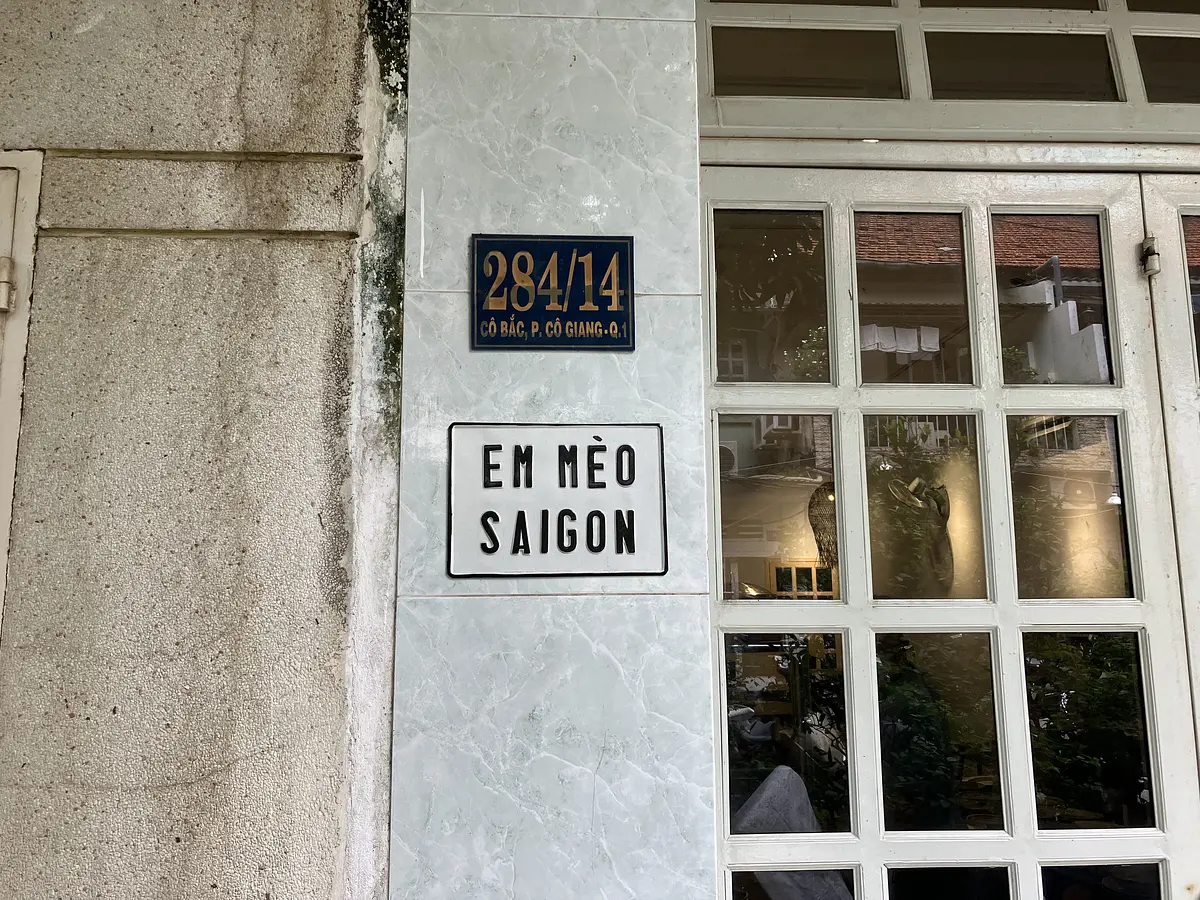 284/14
CÔ BẮC, P. CÔ GIANG-Q.1
EM MÈO
SAIGON